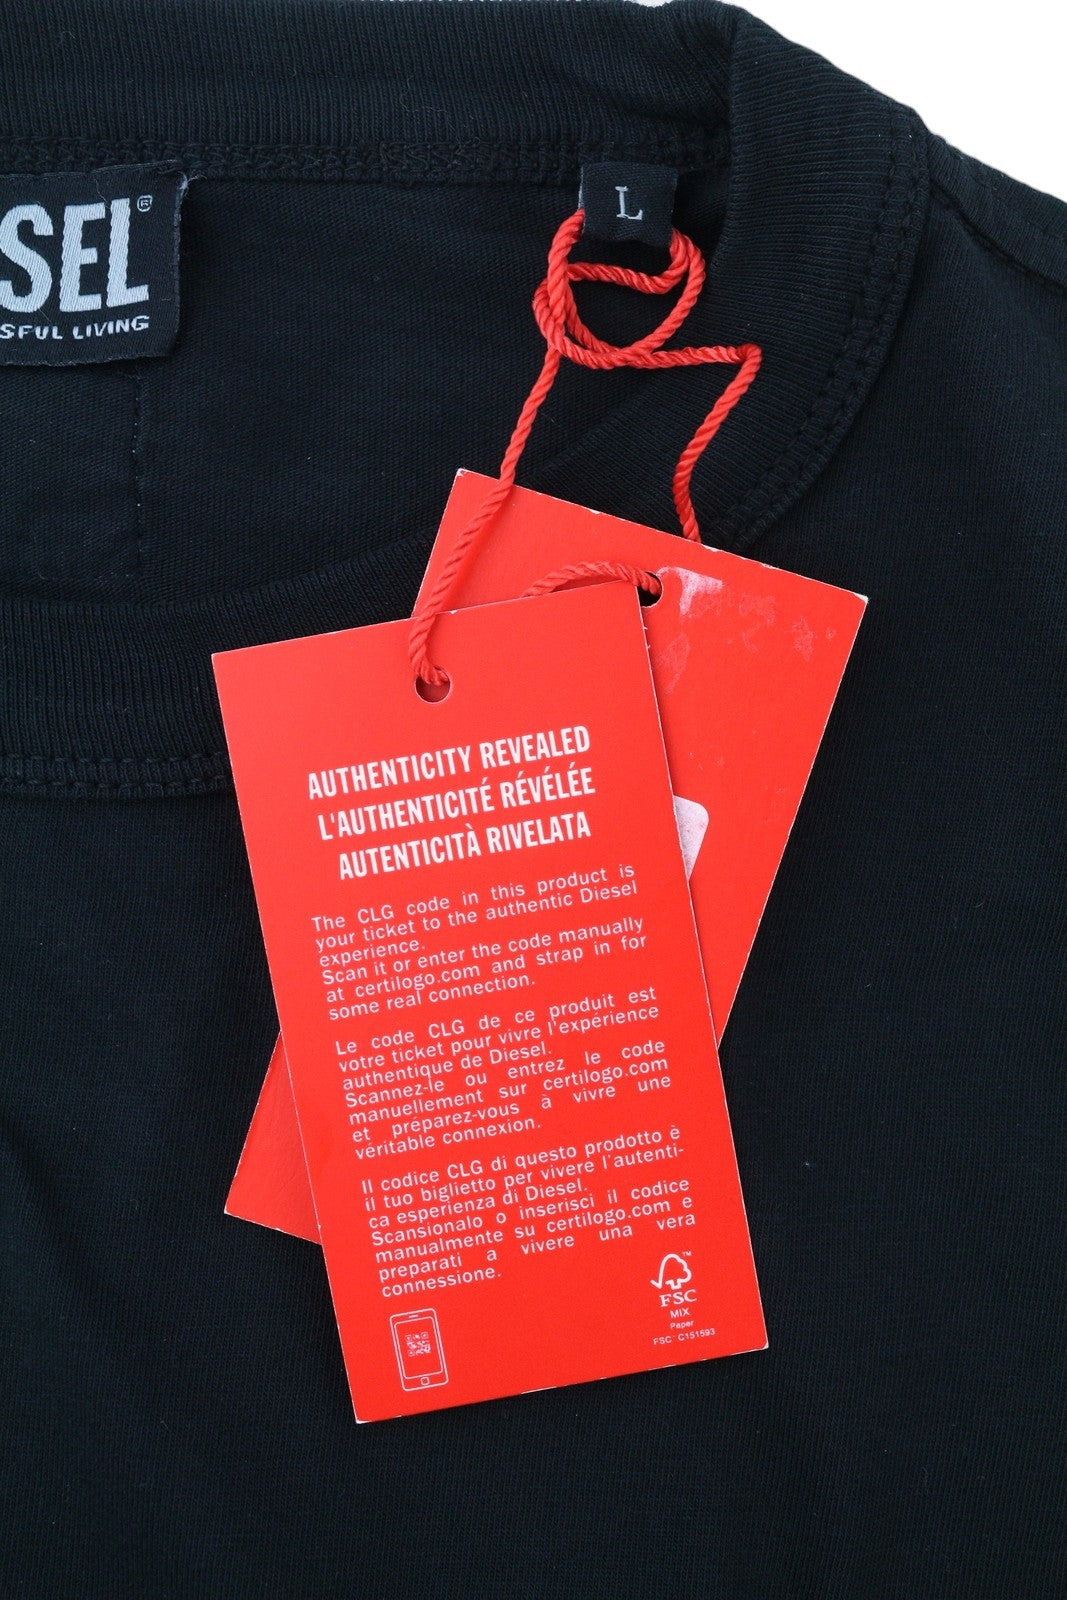 SEL®
SFUL LIVING
L
AUTHENTICITY REVEALED
L'AUTHENTICITÉ RÉVÉLÉE
AUTENTICITÀ RIVELATA
The CLG code in this product is
your ticket to the authentic Diesel
experience.
Scan it or enter the code manually
at certilogo.com and strap in for
some real connection.
Le code CLG de ce produit est
votre ticket pour vivre l'expérience
authentique de Diesel.
Scannez-le ou entrez le code
manuellement sur certilogo.com
et préparez-vous à vivre une
véritable connexion.
Il codice CLG di questo prodotto è
il tuo biglietto per vivere l'autenti-
ca esperienza di Diesel.
Scansionalo o inserisci il codice
manualmente su certilogo.com e
preparati a vivere una vera
connessione.
™
FSC
MIX
Paper
FSC™ C151593